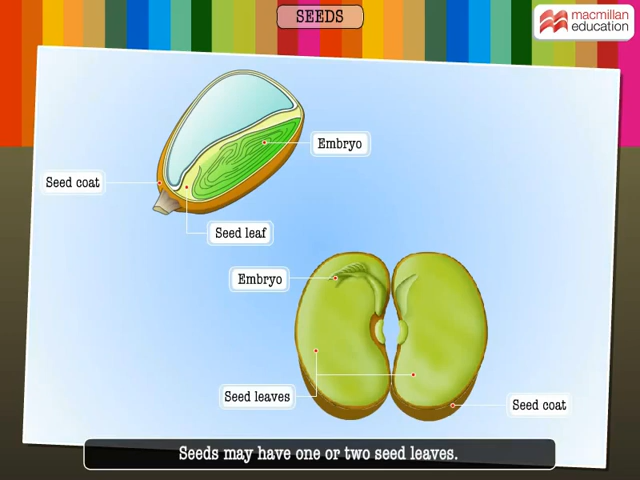 SEEDS
macmillan
education
Embryo
Seed coat
Seed leaf
Embryo
Seed leaves
Seed coat
Seeds may have one or two seed leaves.